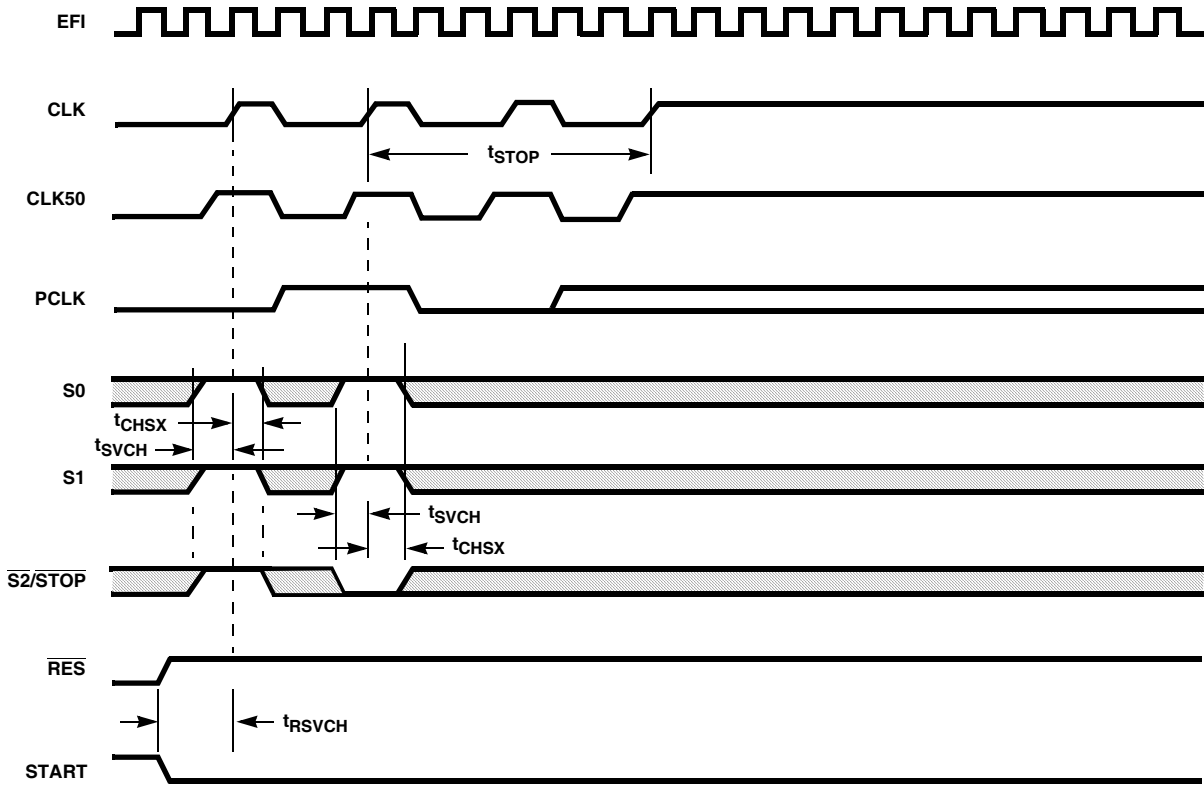 EFI
CLK
tSTOP
CLK50
PCLK
S0
tCHSX
tSVCH
S1
tSVCH
tCHSX
S2/STOP
RES
tRSVCH
START